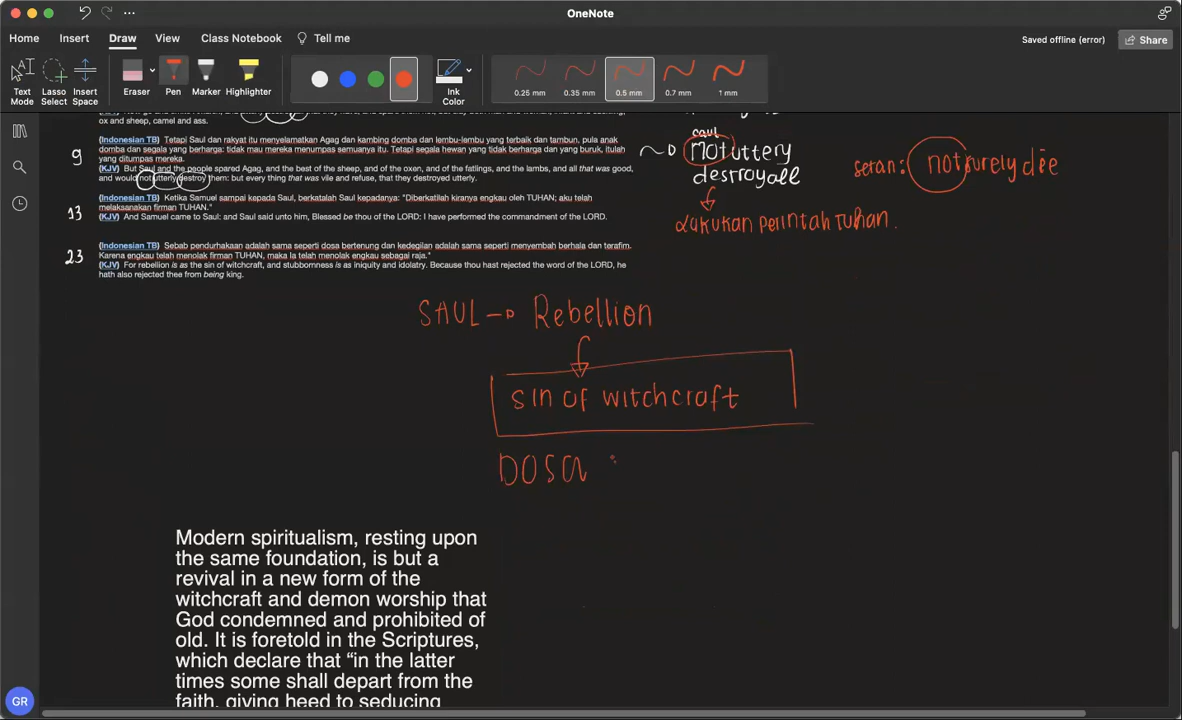 OneNote
Home Insert Draw View Class Notebook Tell me
Saved offline (error) Share
Text Mode
Lasso Select
Insert Space
Eraser
Pen
Marker
Highlighter
Ink Color
0.25 mm 0.35 mm 0.5 mm 0.7 mm 1 mm
ox and sheep, camel and ass.
9
(Indonesian TB) Tetapi Saul dan rakyat itu menyelamatkan Agag dan kambing domba dan lembu-lembu yang terbaik dan tambun, pula anak
domba dan segala yang berharga: tidak mau mereka menumpas semuanya itu. Tetapi segala hewan yang tidak berharga dan yang buruk, itulah
yang ditumpas mereka.
(KJV) But Saul and the people spared Agag, and the best of the sheep, and of the oxen, and of the fatlings, and the lambs, and all that was good,
and would not utterly destroy them: but every thing that was vile and refuse, that they destroyed utterly.
13
(Indonesian TB) Ketika Samuel sampai kepada Saul, berkatalah Saul kepadanya: "Diberkatilah kiranya engkau oleh TUHAN; aku telah
melaksanakan firman TUHAN."
(KJV) And Samuel came to Saul: and Saul said unto him, Blessed be thou of the LORD: I have performed the commandment of the LORD.
23
(Indonesian TB) Sebab pendurhakaan adalah sama seperti dosa bertenung dan kedegilan adalah sama seperti menyembah berhala dan terafim.
Karena engkau telah menolak firman TUHAN, maka Ia telah menolak engkau sebagai raja."
(KJV) For rebellion is as the sin of witchcraft, and stubbornness is as iniquity and idolatry. Because thou hast rejected the word of the LORD, he
hath also rejected thee from being king.
saul
not uttery
destroy all
Lakukan perintah Tuhan.
setan: not surely die
SAUL Rebellion
sin of witchcraft
DOSA
Modern spiritualism, resting upon
the same foundation, is but a
revival in a new form of the
witchcraft and demon worship that
God condemned and prohibited of
old. It is foretold in the Scriptures,
which declare that “in the latter
times some shall depart from the
faith, giving heed to seducing
GR